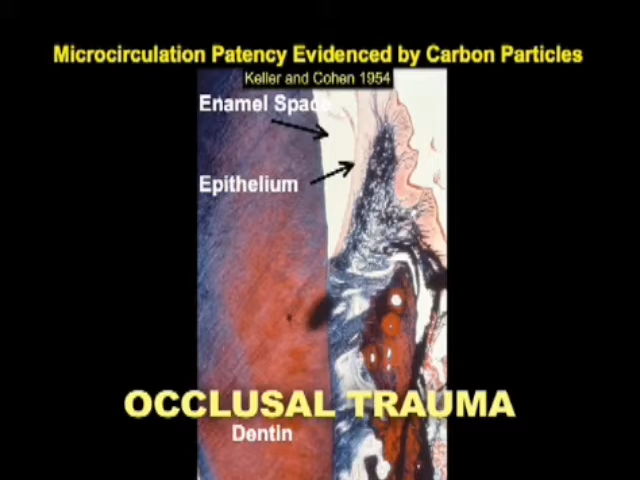 Microcirculation Patency Evidenced by Carbon Particles
Keller and Cohen 1954
Enamel Space
Epithelium
OCCLUSAL TRAUMA
Dentin